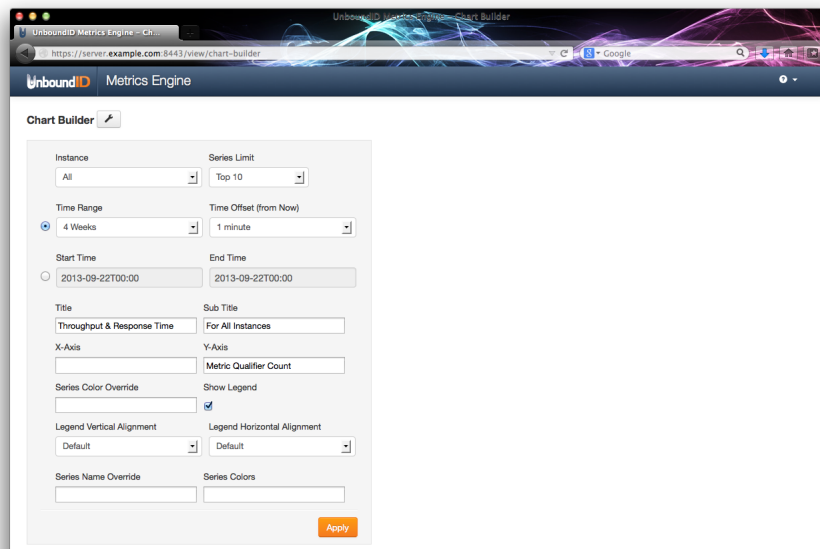 UnboundID Metrics Engine - Chart Builder
UnboundID Metrics Engine – Ch...
https://server.example.com:8443/view/chart-builder
Google
UnboundID Metrics Engine
Chart Builder
Instance Series Limit
All Top 10
Time Range Time Offset (from Now)
4 Weeks 1 minute
Start Time End Time
2013-09-22T00:00 2013-09-22T00:00
Title Sub Title
Throughput & Response Time For All Instances
X-Axis Y-Axis
Metric Qualifier Count
Series Color Override Show Legend
Legend Vertical Alignment Legend Horizontal Alignment
Default Default
Series Name Override Series Colors
Apply